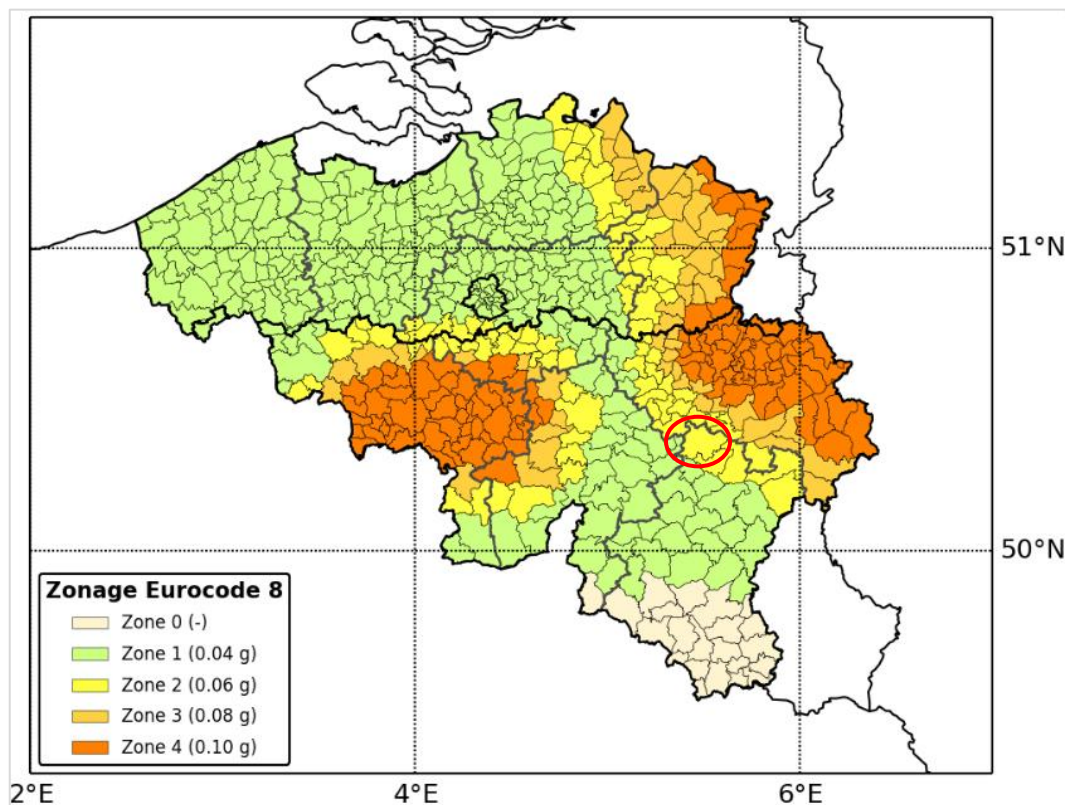 51°N
50°N
Zonage Eurocode 8
Zone 0 (-)
Zone 1 (0.04 g)
Zone 2 (0.06 g)
Zone 3 (0.08 g)
Zone 4 (0.10 g)
2°E
4°E
6°E